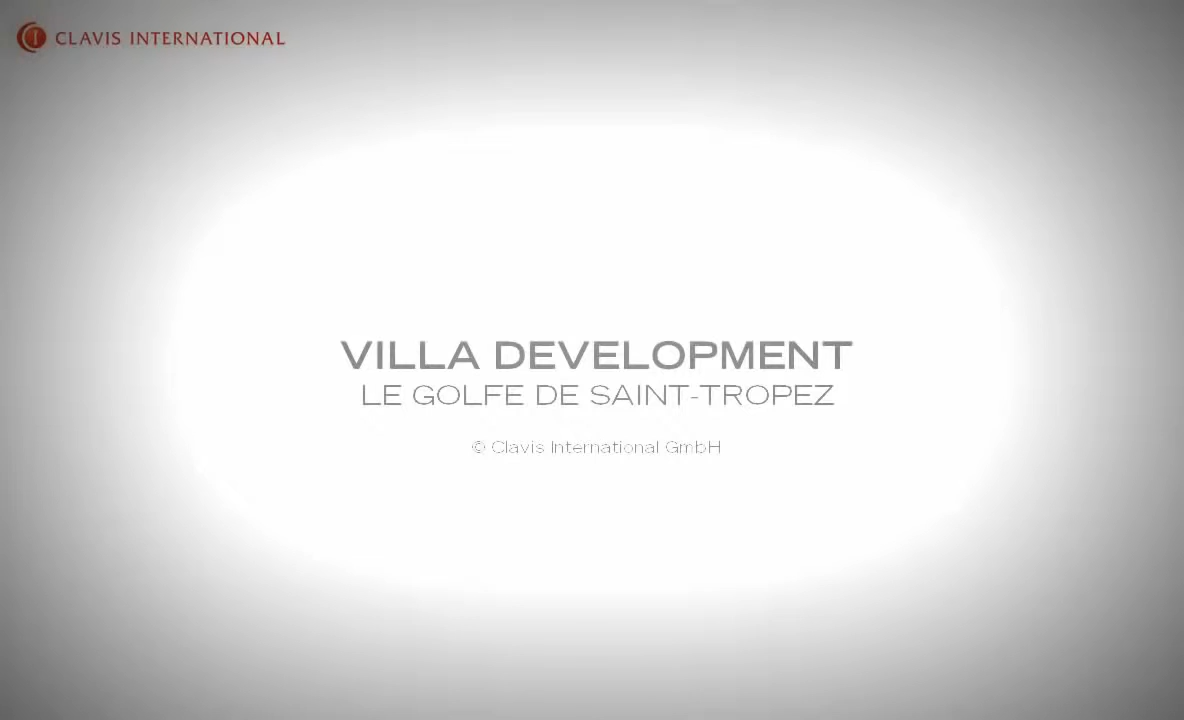 CLAVIS INTERNATIONAL
VILLA DEVELOPMENT
LE GOLFE DE SAINT-TROPEZ
© Clavis International GmbH